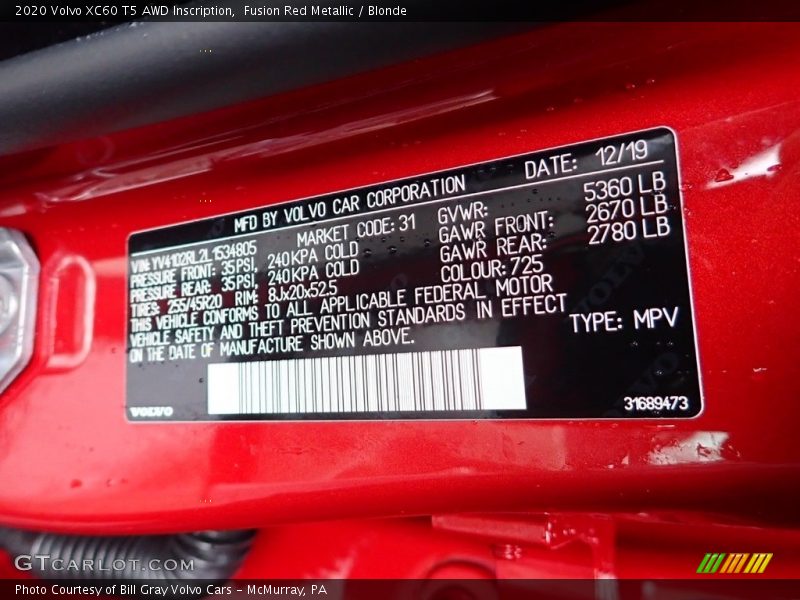 2020 Volvo XC60 T5 AWD Inscription,  Fusion Red Metallic / Blonde
MFD BY VOLVO CAR CORPORATION DATE: 12/19
VIN: YV4102RL2L1534805 MARKET CODE: 31 GVWR: 5360 LB
PRESSURE FRONT: 35PSI, 240KPA COLD GAWR FRONT: 2670 LB
PRESSURE REAR: 35PSI, 240KPA COLD GAWR REAR: 2780 LB
TIRES: 255/45R20 RIM: 8Jx20x52.5 COLOUR: 725
THIS VEHICLE CONFORMS TO ALL APPLICABLE FEDERAL MOTOR
VEHICLE SAFETY AND THEFT PREVENTION STANDARDS IN EFFECT
ON THE DATE OF MANUFACTURE SHOWN ABOVE. TYPE: MPV
VOLVO 31689473
GTCARLOT.COM
Photo Courtesy of Bill Gray Volvo Cars - McMurray, PA